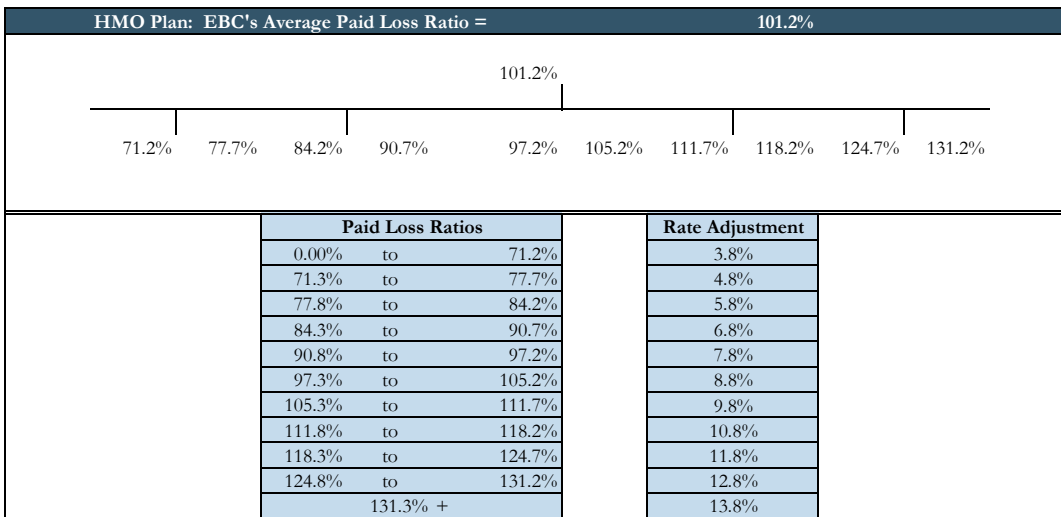 HMO Plan: EBC's Average Paid Loss Ratio = 101.2%
101.2%
71.2% 77.7% 84.2% 90.7% 97.2% 105.2% 111.7% 118.2% 124.7% 131.2%
Paid Loss Ratios Rate Adjustment
0.00% to 71.2% 3.8%
71.3% to 77.7% 4.8%
77.8% to 84.2% 5.8%
84.3% to 90.7% 6.8%
90.8% to 97.2% 7.8%
97.3% to 105.2% 8.8%
105.3% to 111.7% 9.8%
111.8% to 118.2% 10.8%
118.3% to 124.7% 11.8%
124.8% to 131.2% 12.8%
131.3% + 13.8%